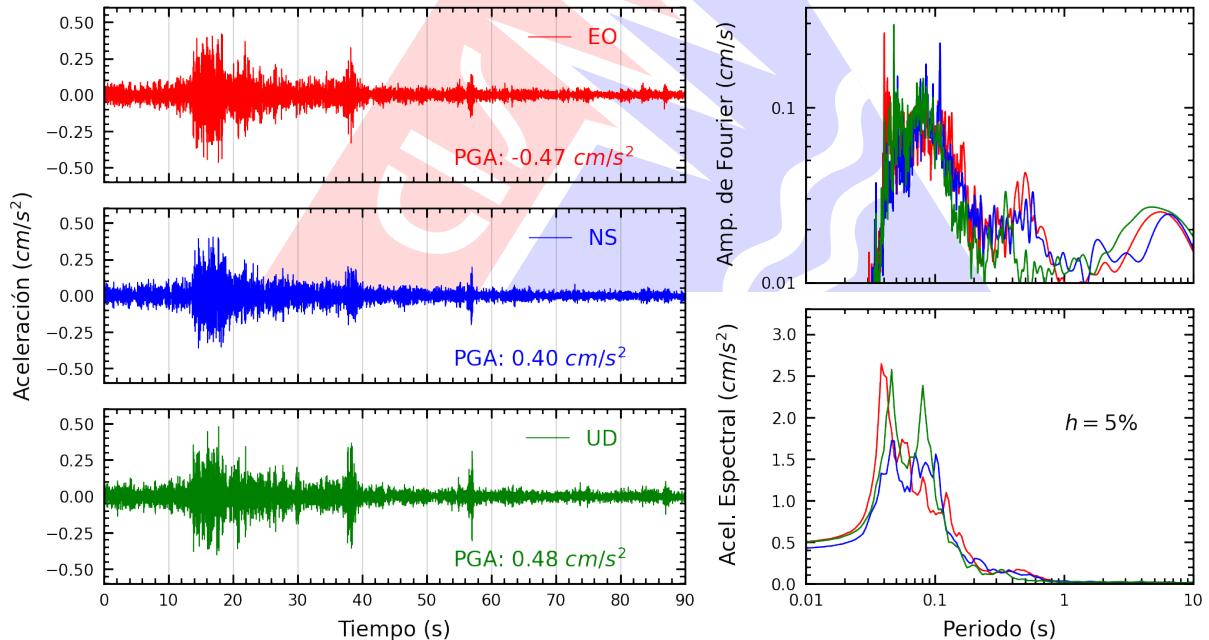 Aceleración (cm/s²)
0.50
0.25
0.00
−0.25
−0.50
EO
PGA: -0.47 cm/s²
0.50
0.25
0.00
−0.25
−0.50
NS
PGA: 0.40 cm/s²
0.50
0.25
0.00
−0.25
−0.50
UD
PGA: 0.48 cm/s²
0 10 20 30 40 50 60 70 80 90
Tiempo (s)
Amp. de Fourier (cm/s)
0.1
0.01
Acel. Espectral (cm/s²)
3.0
2.5
2.0
1.5
1.0
0.5
0.0
h = 5%
0.01 0.1 1 10
Periodo (s)